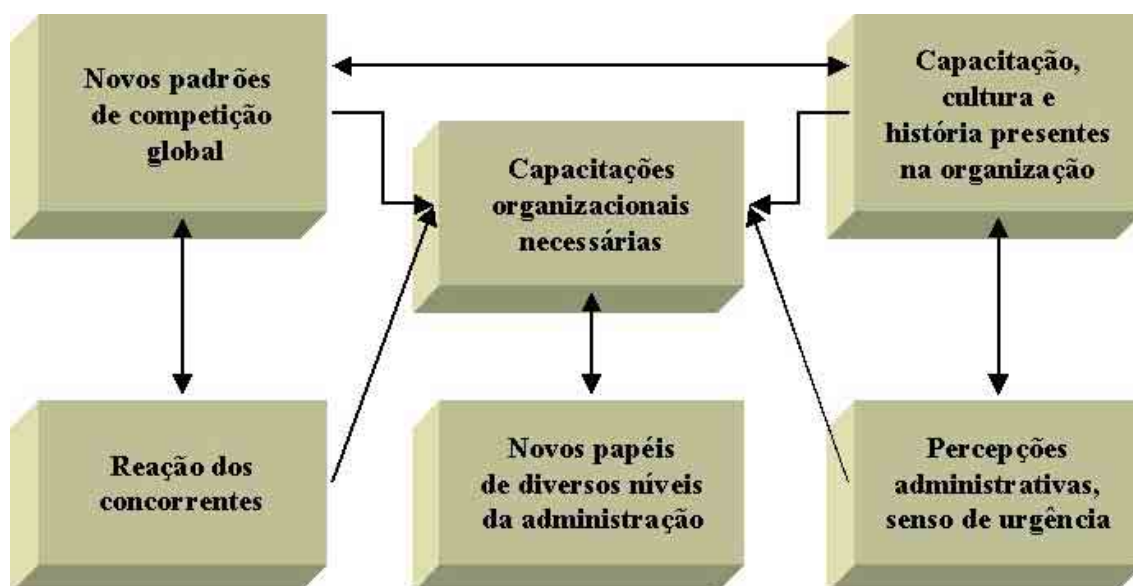 Novos padrões
de competição
global
Capacitação,
cultura e
história presentes
na organização
Capacitações
organizacionais
necessárias
Reação dos
concorrentes
Novos papéis
de diversos níveis
da administração
Percepções
administrativas,
senso de urgência